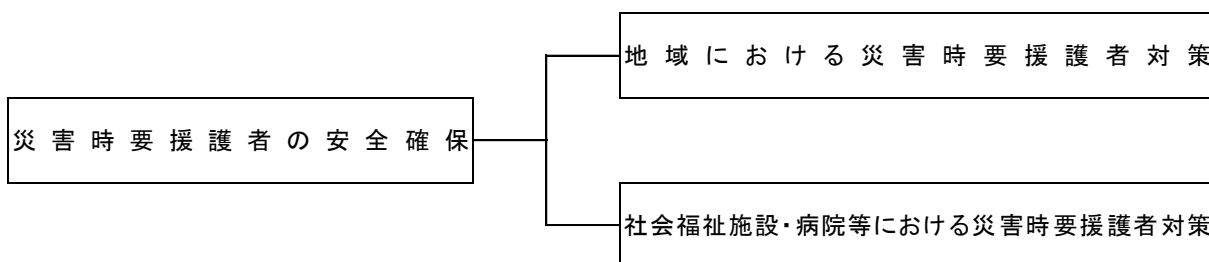 地域における災害時要援護者対策
災害時要援護者の安全確保
社会福祉施設・病院等における災害時要援護者対策